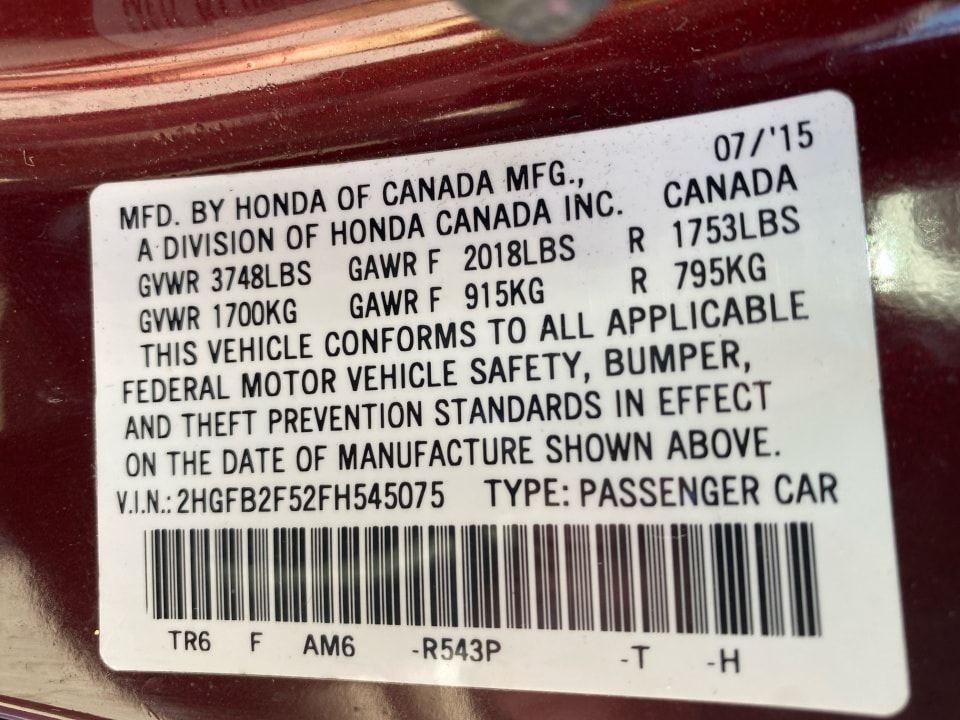 07/'15
MFD. BY HONDA OF CANADA MFG., CANADA
A DIVISION OF HONDA CANADA INC.
GVWR 3748LBS GAWR F 2018LBS R 1753LBS
GVWR 1700KG GAWR F 915KG R 795KG
THIS VEHICLE CONFORMS TO ALL APPLICABLE
FEDERAL MOTOR VEHICLE SAFETY, BUMPER,
AND THEFT PREVENTION STANDARDS IN EFFECT
ON THE DATE OF MANUFACTURE SHOWN ABOVE.
V.I.N.: 2HGFB2F52FH545075 TYPE: PASSENGER CAR
TR6 F AM6 -R543P -T -H